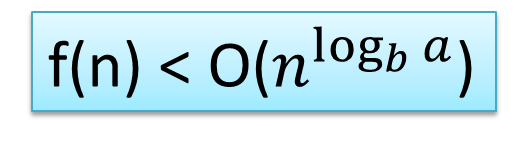 f(n) < O(n^{log_b a})